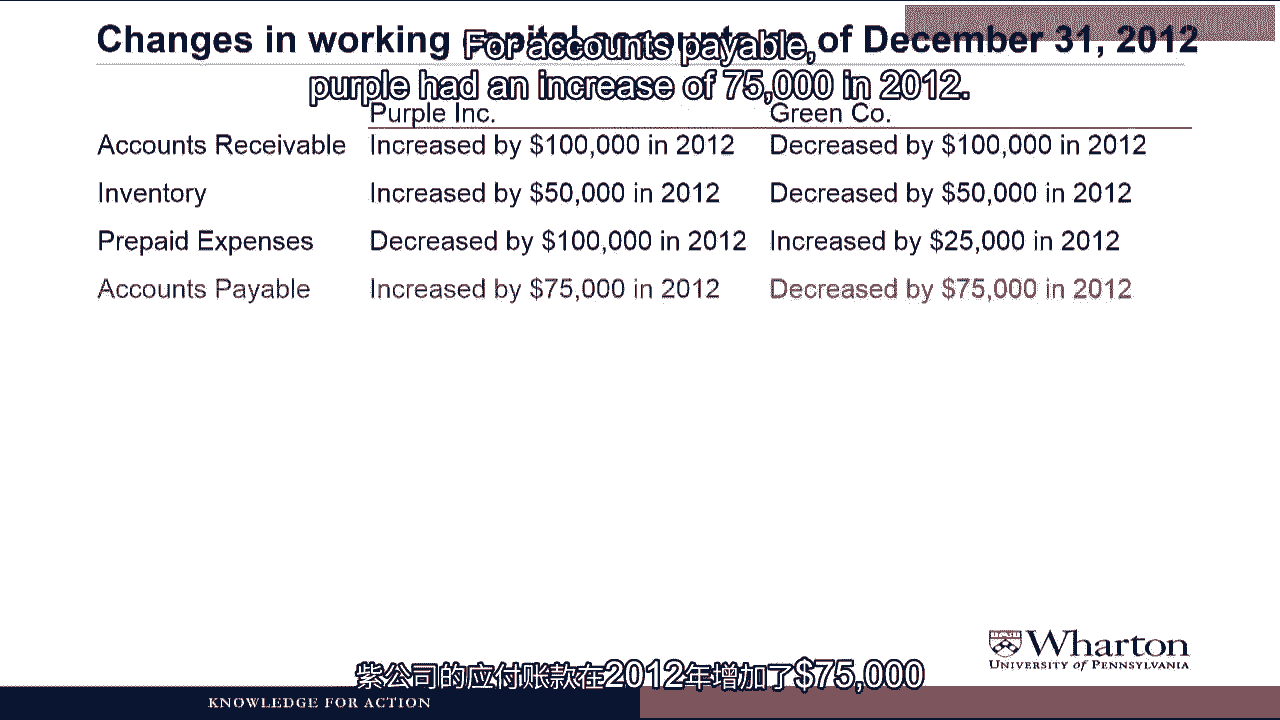 Changes in working capital accounts as of December 31, 2012
For accounts payable,
purple had an increase of 75,000 in 2012.
Purple Inc. Green Co.
Accounts Receivable Increased by $100,000 in 2012 Decreased by $100,000 in 2012
Inventory Increased by $50,000 in 2012 Decreased by $50,000 in 2012
Prepaid Expenses Decreased by $100,000 in 2012 Increased by $25,000 in 2012
Accounts Payable Increased by $75,000 in 2012 Decreased by $75,000 in 2012
Wharton
UNIVERSITY of PENNSYLVANIA
紫公司的应付账款在2012年增加了$75,000
KNOWLEDGE FOR ACTION